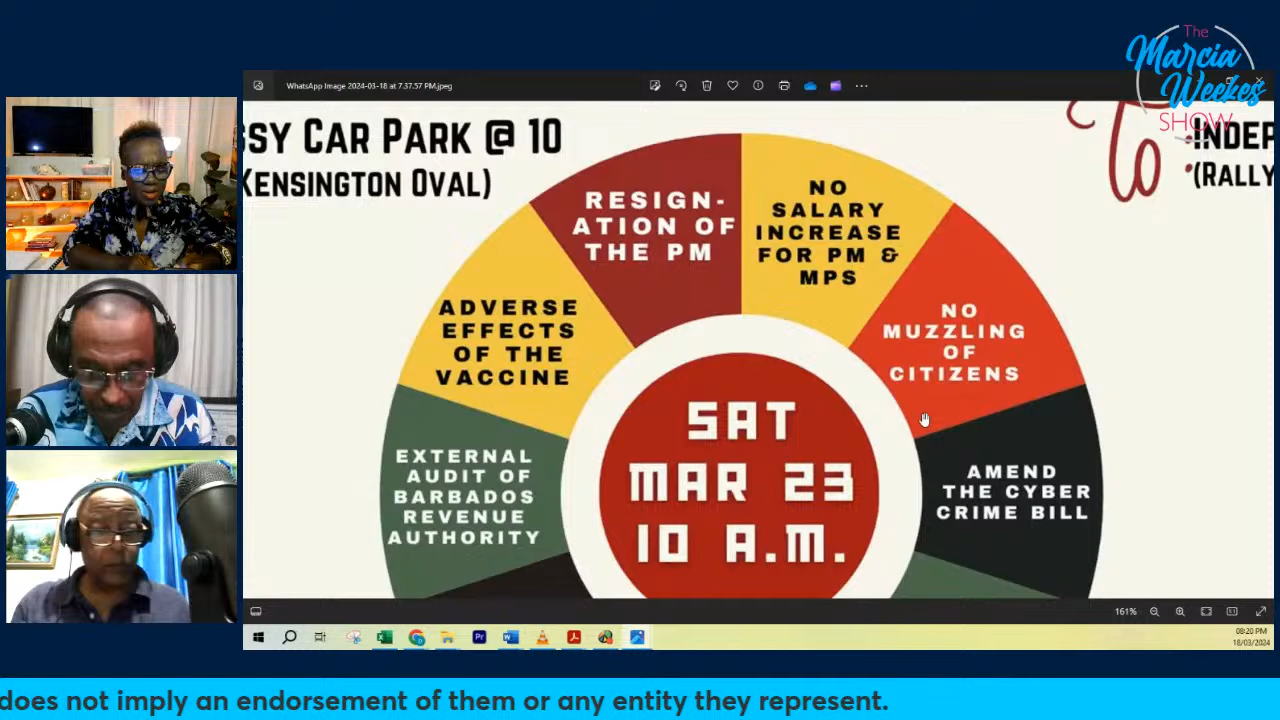 The
Marcia
Weekes
SHOW
WhatsApp Image 2024-03-18 at 7.37.57 PM.jpeg
SSY CAR PARK @ 10
KENSINGTON OVAL)
To
INDEP
(RALLY
RESIGN-
ATION OF
THE PM
NO
SALARY
INCREASE
FOR PM &
MPS
ADVERSE
EFFECTS
OF THE
VACCINE
NO
MUZZLING
OF
CITIZENS
EXTERNAL
AUDIT OF
BARBADOS
REVENUE
AUTHORITY
SAT
MAR 23
10 A.M.
AMEND
THE CYBER
CRIME BILL
161%
08:20 PM
18/03/2024
does not imply an endorsement of them or any entity they represent.